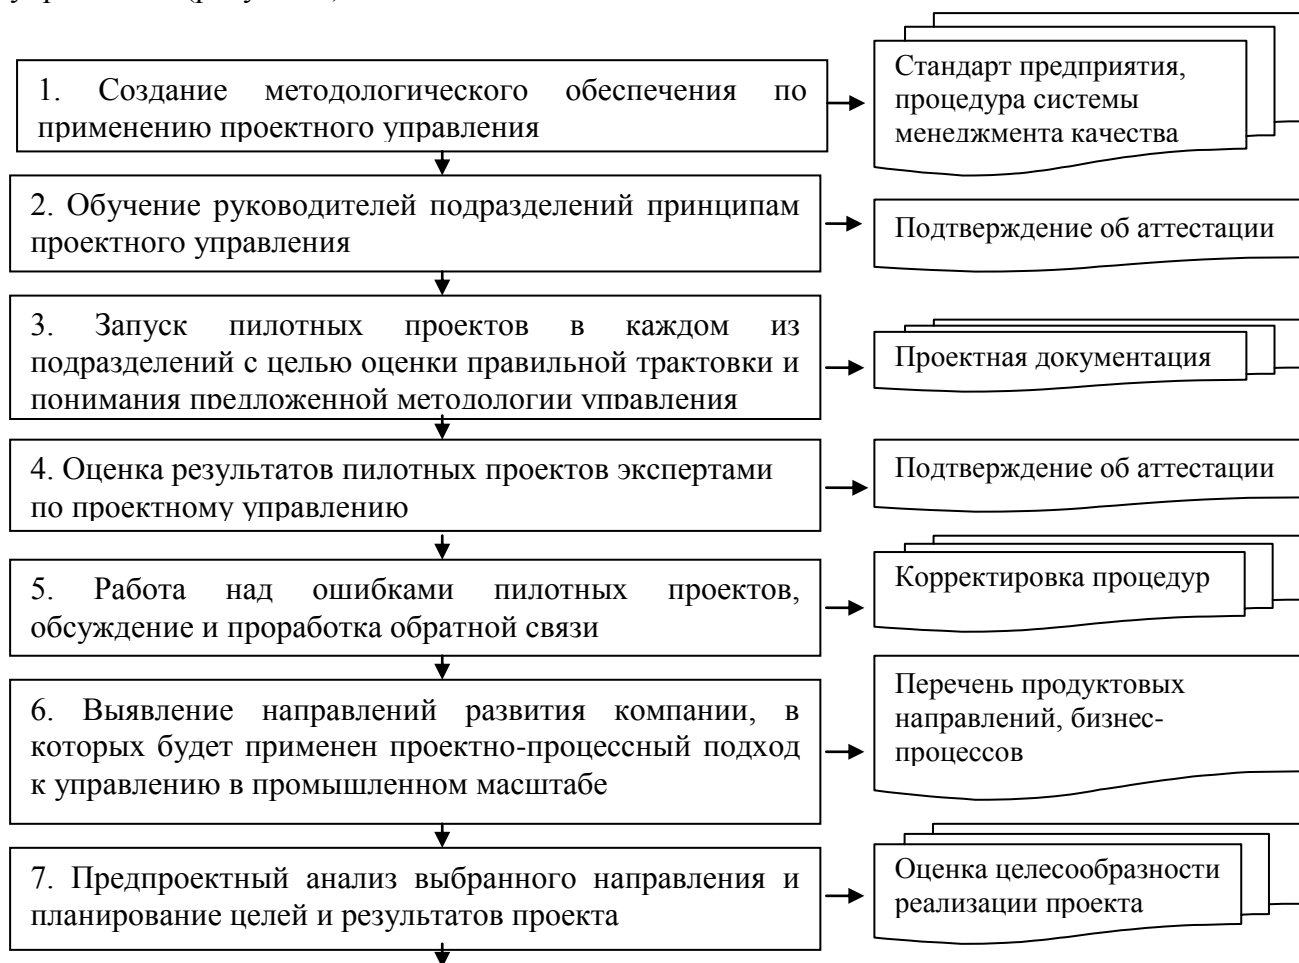 1. Создание методологического обеспечения по
применению проектного управления
Стандарт предприятия,
процедура системы
менеджмента качества
2. Обучение руководителей подразделений принципам
проектного управления
Подтверждение об аттестации
3. Запуск пилотных проектов в каждом из
подразделений с целью оценки правильной трактовки и
понимания предложенной методологии управления
Проектная документация
4. Оценка результатов пилотных проектов экспертами
по проектному управлению
Подтверждение об аттестации
5. Работа над ошибками пилотных проектов,
обсуждение и проработка обратной связи
Корректировка процедур
6. Выявление направлений развития компании, в
которых будет применен проектно-процессный подход
к управлению в промышленном масштабе
Перечень продуктовых
направлений, бизнес-
процессов
7. Предпроектный анализ выбранного направления и
планирование целей и результатов проекта
Оценка целесообразности
реализации проекта